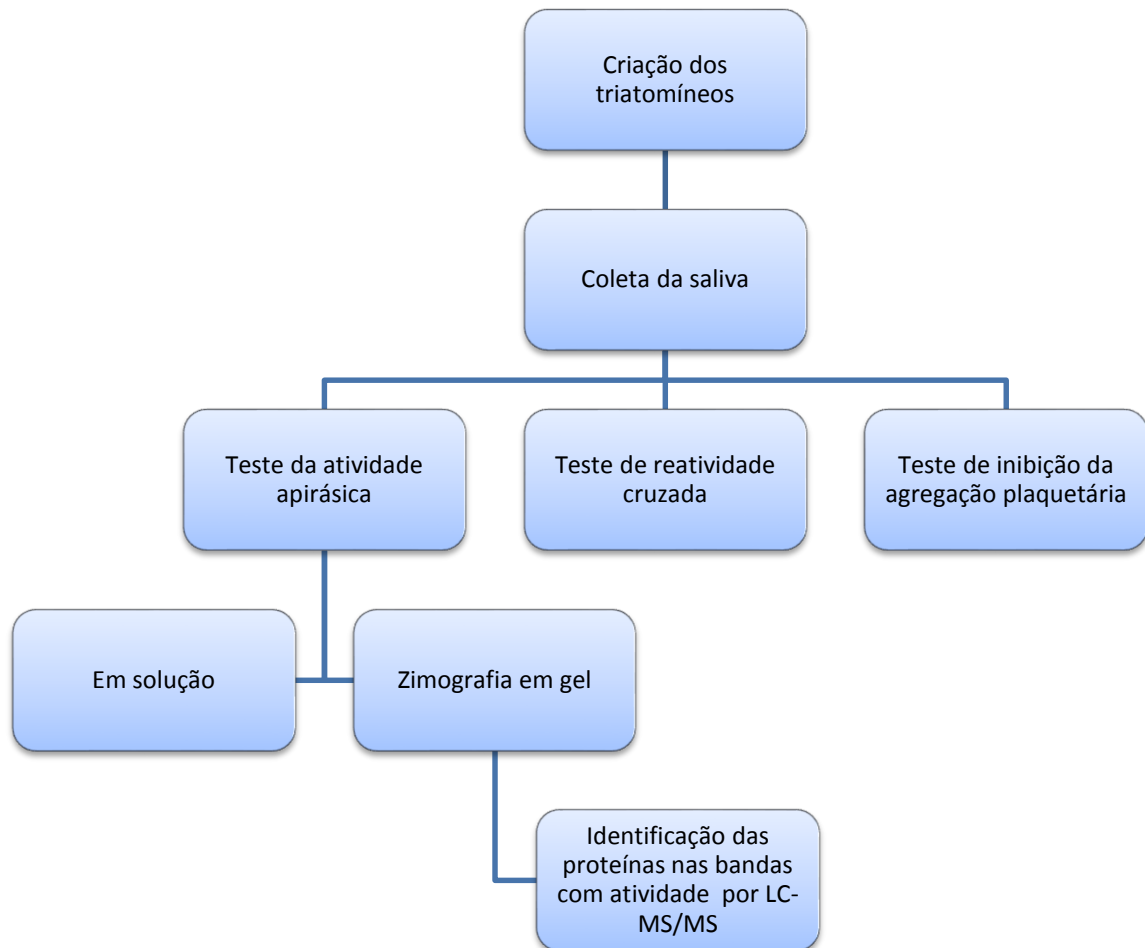 Criação dos
triatomíneos
Coleta da saliva
Teste da atividade
apirásica
Teste de reatividade
cruzada
Teste de inibição da
agregação plaquetária
Em solução
Zimografia em gel
Identificação das
proteínas nas bandas
com atividade por LC-
MS/MS